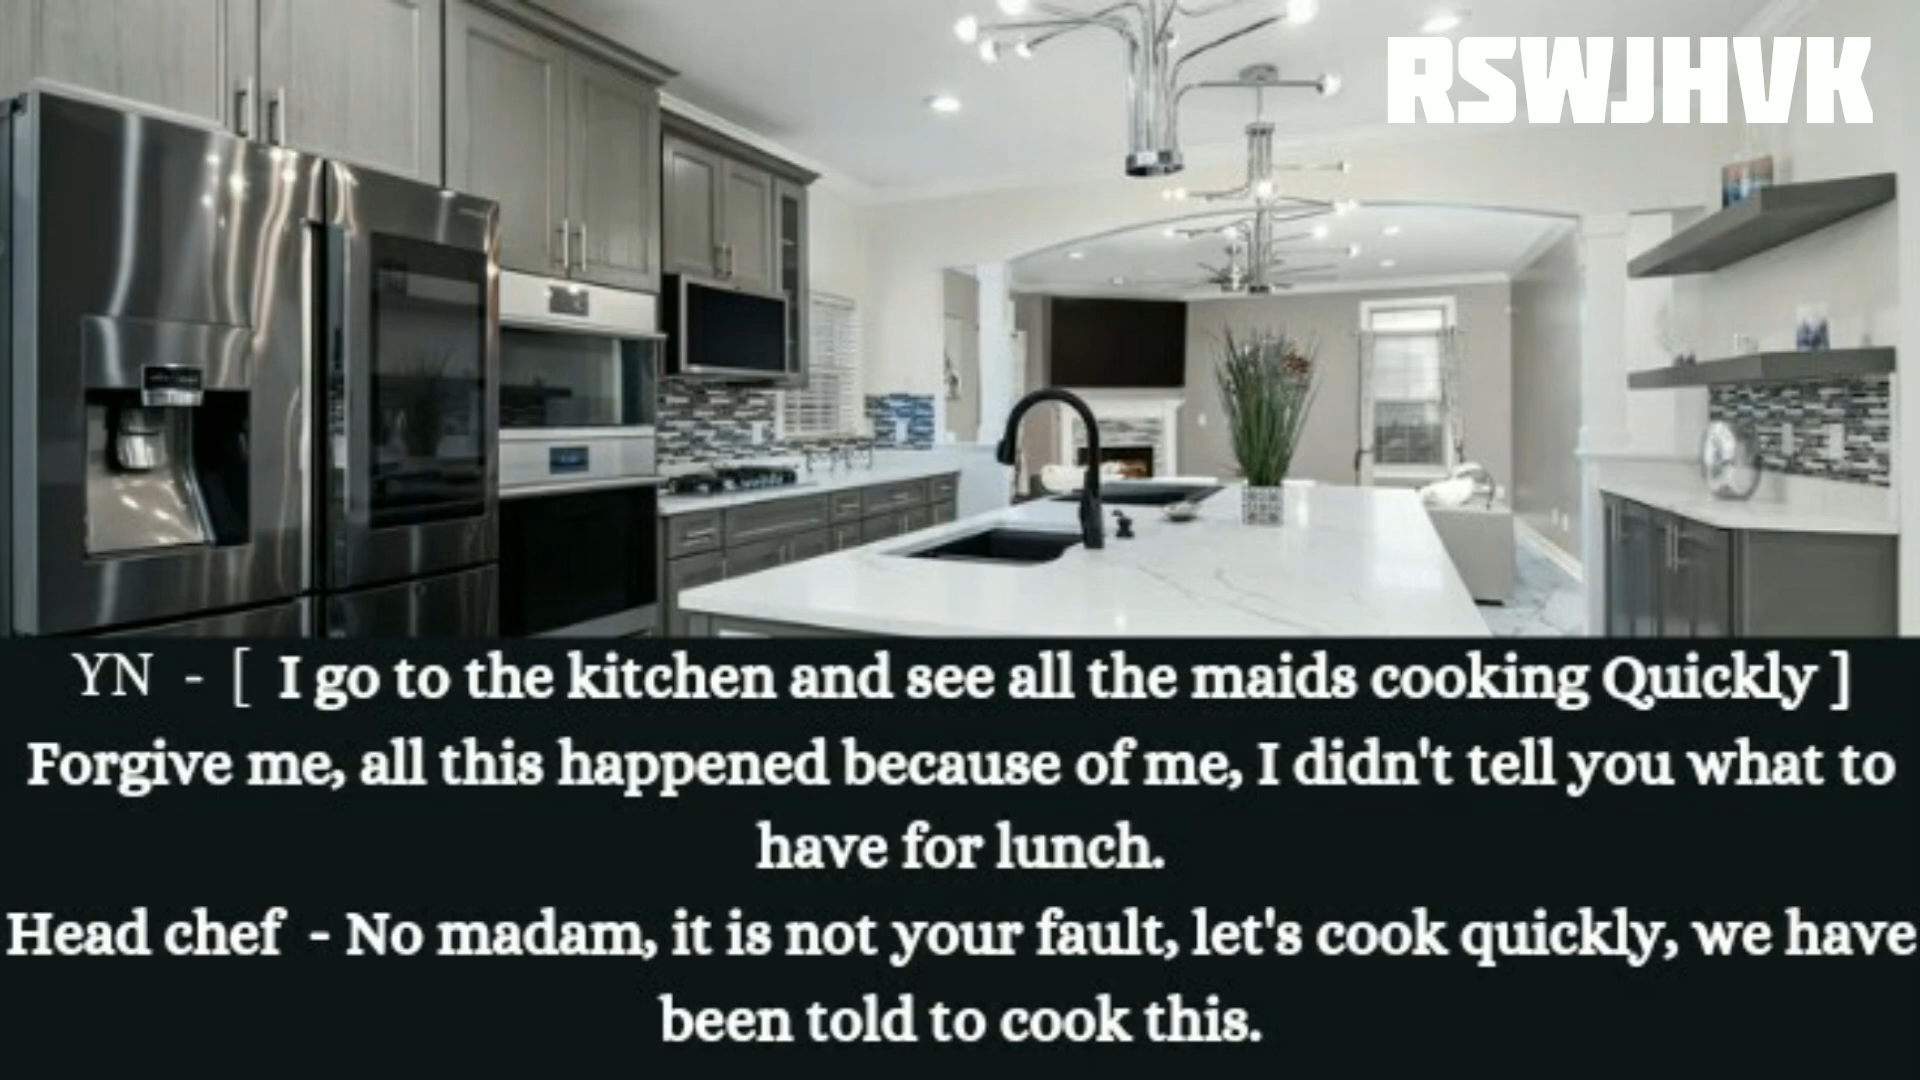 RSWJHVK
YN - [ I go to the kitchen and see all the maids cooking Quickly ]
Forgive me, all this happened because of me, I didn't tell you what to
have for lunch.
Head chef - No madam, it is not your fault, let's cook quickly, we have
been told to cook this.